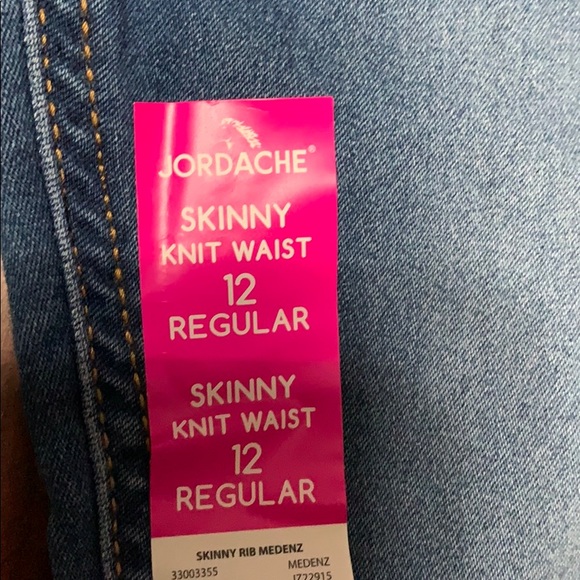 JORDACHE®
SKINNY
KNIT WAIST
12
REGULAR
SKINNY
KNIT WAIST
12
REGULAR
SKINNY RIB MEDENZ
33003355 MEDENZ
JZ22915